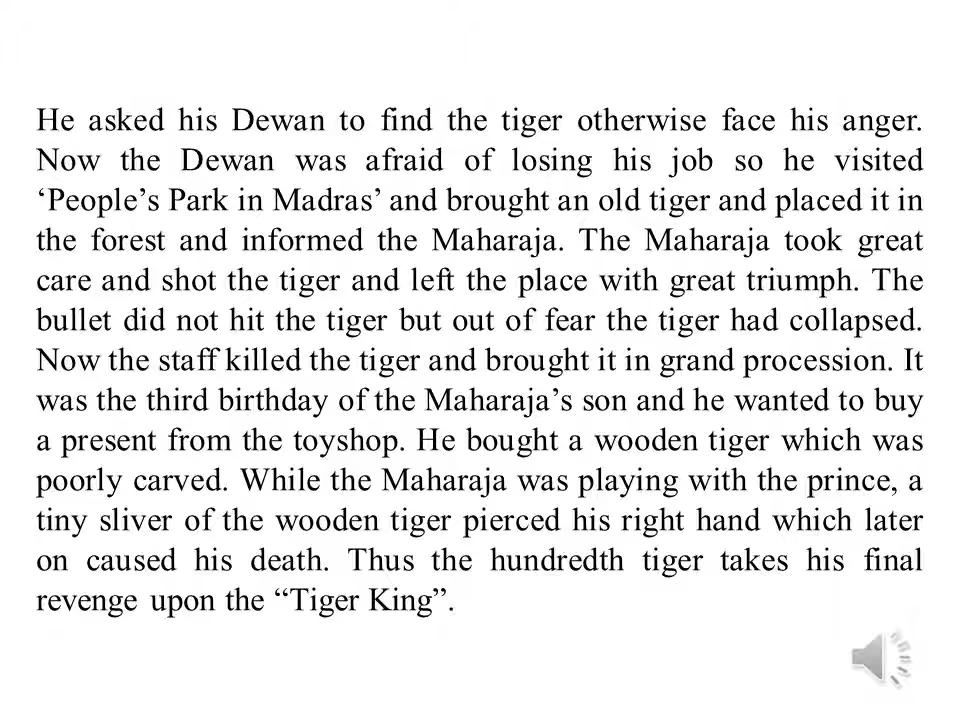 He asked his Dewan to find the tiger otherwise face his anger.
Now the Dewan was afraid of losing his job so he visited
‘People’s Park in Madras’ and brought an old tiger and placed it in
the forest and informed the Maharaja. The Maharaja took great
care and shot the tiger and left the place with great triumph. The
bullet did not hit the tiger but out of fear the tiger had collapsed.
Now the staff killed the tiger and brought it in grand procession. It
was the third birthday of the Maharaja’s son and he wanted to buy
a present from the toyshop. He bought a wooden tiger which was
poorly carved. While the Maharaja was playing with the prince, a
tiny sliver of the wooden tiger pierced his right hand which later
on caused his death. Thus the hundredth tiger takes his final
revenge upon the “Tiger King”.